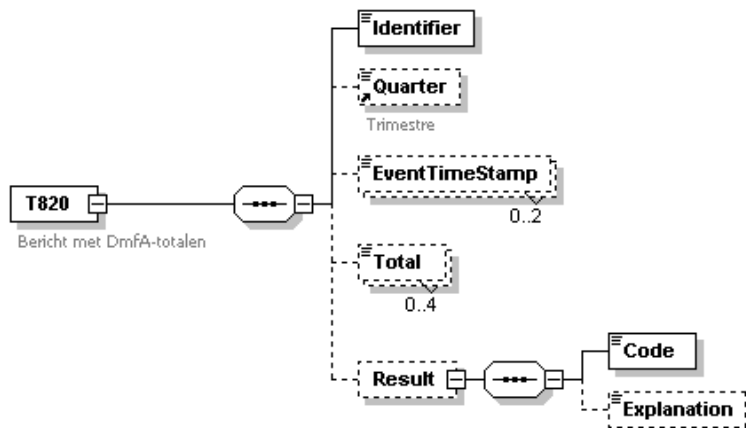 Identifier
Quarter
Trimestre
EventTimeStamp
0..2
T820
Bericht met DmfA-totalen
Total
0..4
Result
Code
Explanation